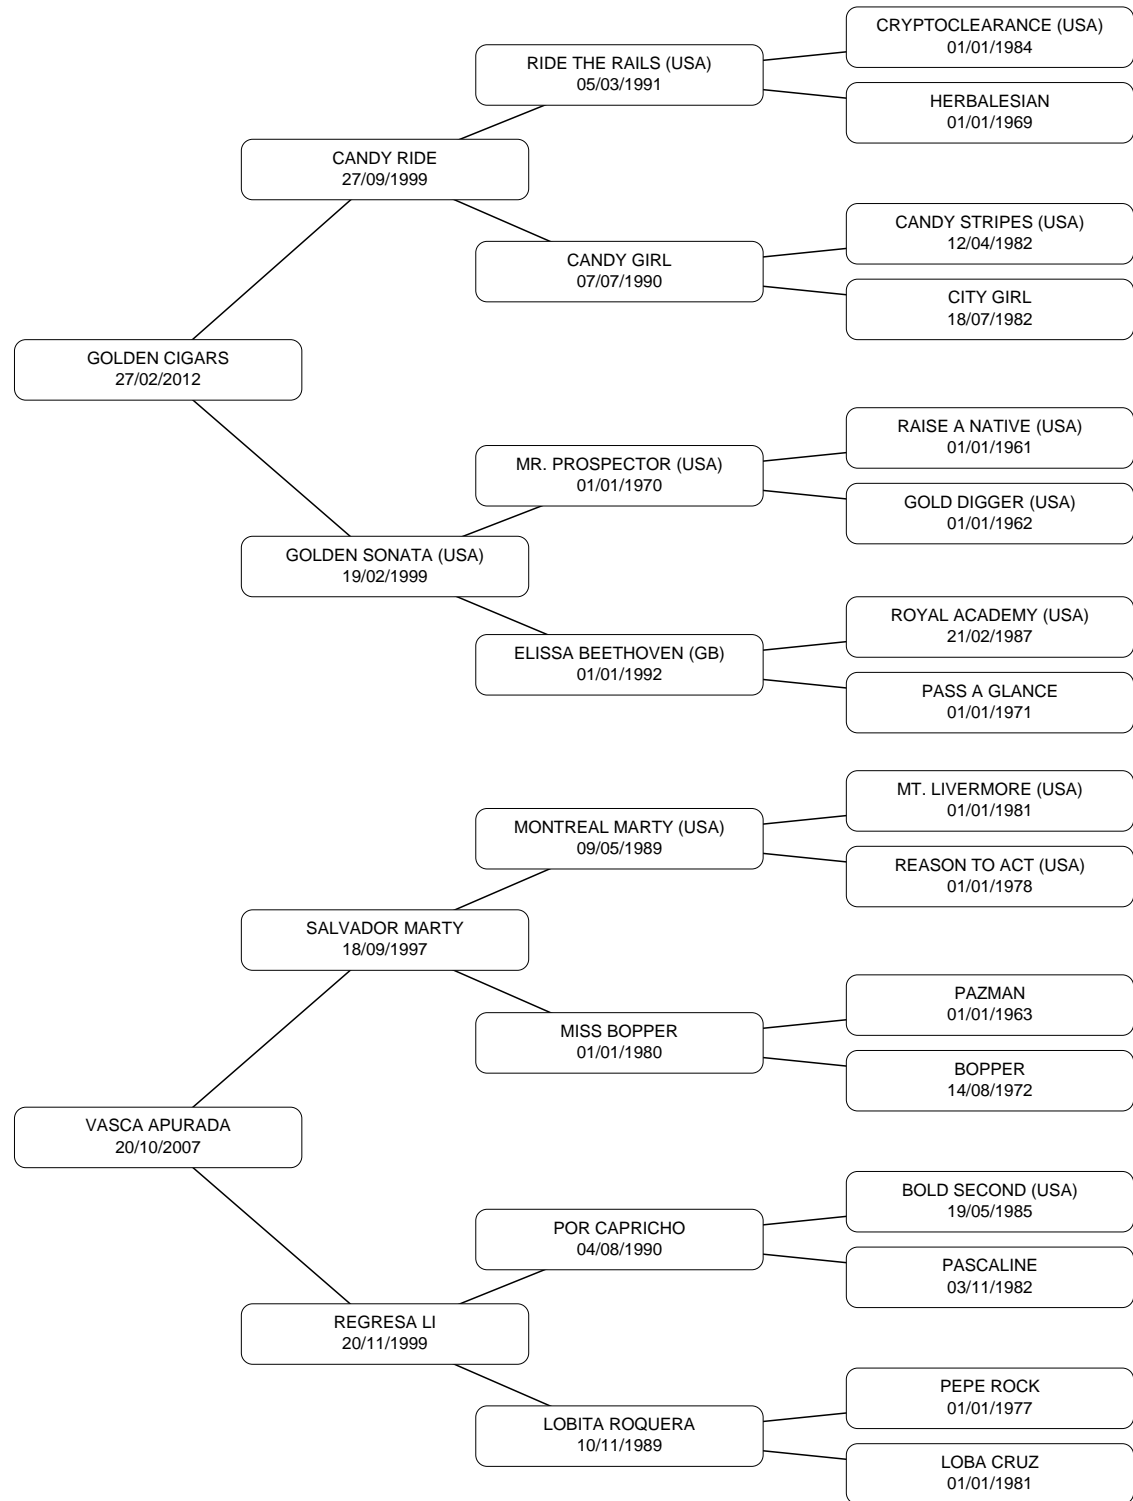 CRYPTOCLEARANCE (USA)
01/01/1984
RIDE THE RAILS (USA)
05/03/1991
HERBALESIAN
01/01/1969
CANDY RIDE
27/09/1999
CANDY STRIPES (USA)
12/04/1982
CANDY GIRL
07/07/1990
CITY GIRL
18/07/1982
GOLDEN CIGARS
27/02/2012
RAISE A NATIVE (USA)
01/01/1961
MR. PROSPECTOR (USA)
01/01/1970
GOLD DIGGER (USA)
01/01/1962
GOLDEN SONATA (USA)
19/02/1999
ROYAL ACADEMY (USA)
21/02/1987
ELISSA BEETHOVEN (GB)
01/01/1992
PASS A GLANCE
01/01/1971
MT. LIVERMORE (USA)
01/01/1981
MONTREAL MARTY (USA)
09/05/1989
REASON TO ACT (USA)
01/01/1978
SALVADOR MARTY
18/09/1997
PAZMAN
01/01/1963
MISS BOPPER
01/01/1980
BOPPER
14/08/1972
VASCA APURADA
20/10/2007
BOLD SECOND (USA)
19/05/1985
POR CAPRICHO
04/08/1990
PASCALINE
03/11/1982
REGRESA LI
20/11/1999
PEPE ROCK
01/01/1977
LOBITA ROQUERA
10/11/1989
LOBA CRUZ
01/01/1981